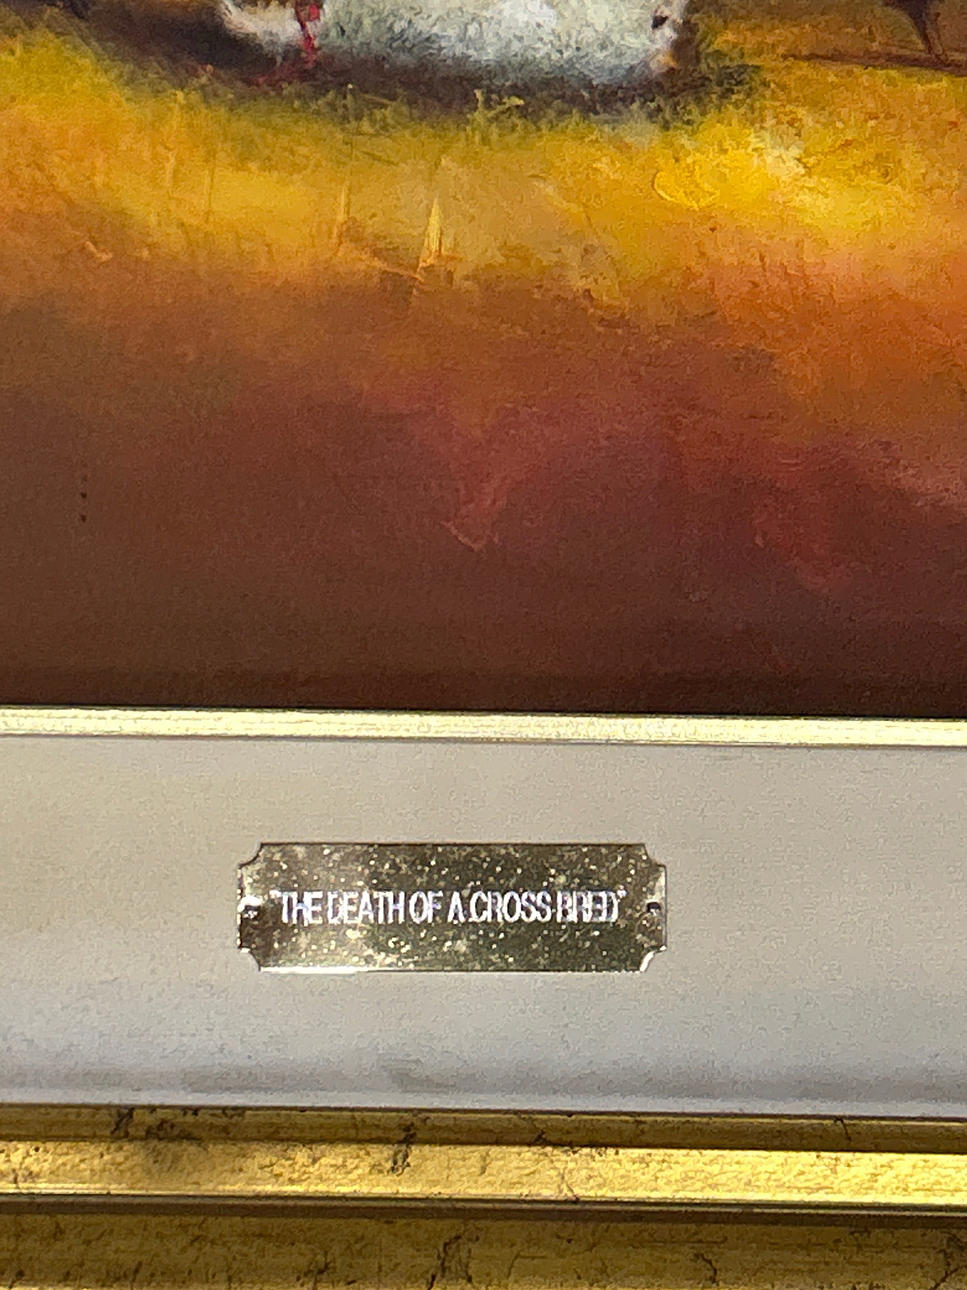 "THE DEATH OF A CROSS BRED"